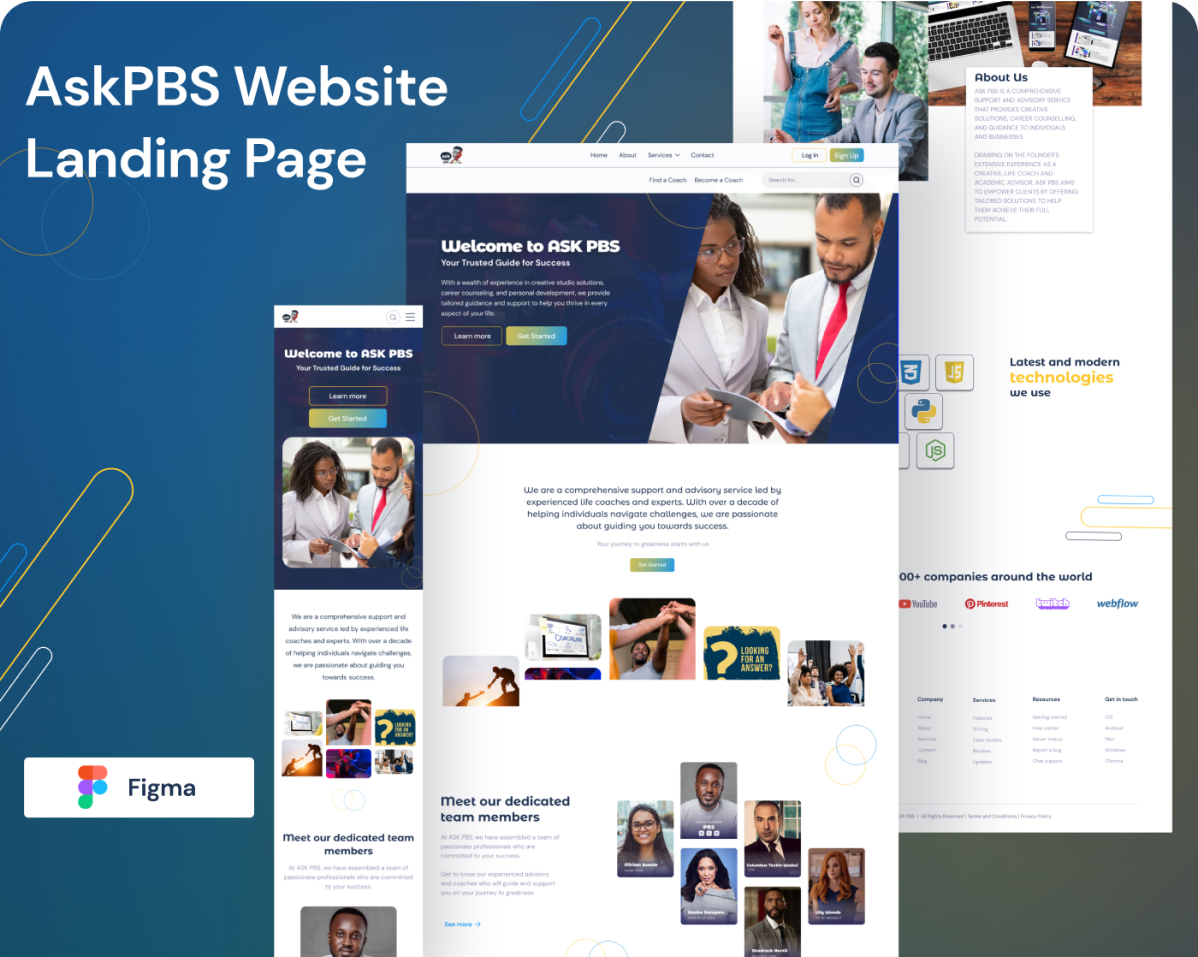 AskPBS Website
Landing Page
Figma
Home
About
Services
Contact
Log In
Sign Up
Find a Coach
Become a Coach
Search for...
Welcome to ASK PBS
Your Trusted Guide for Success
With a wealth of experience in creative studio solutions,
career counseling, and personal development, we provide
tailored guidance and support to help you thrive in every
aspect of your life.
Learn more
Get Started
We are a comprehensive support and advisory service led by
experienced life coaches and experts. With over a decade of
helping individuals navigate challenges, we are passionate
about guiding you towards success.
Your journey to greatness starts with us
Get Started
COACHING
LOOKING
FOR AN
ANSWER?
Meet our dedicated
team members
At ASK PBS, we have assembled a team of
passionate professionals who are
committed to your success.
Get to know our experienced advisors
and coaches who will guide and support
you on your journey to greatness
See more
PBS
Lily Woods
Welcome to ASK PBS
Your Trusted Guide for Success
Learn more
Get Started
We are a comprehensive support and
advisory service led by experienced life
coaches and experts. With over a decade
of helping individuals navigate challenges,
we are passionate about guiding you
towards success.
LOOKING
FOR AN
ANSWER?
Meet our dedicated team
members
At ASK PBS, we have assembled a team of
passionate professionals who are committed
to your success.
About Us
ASK PBS IS A COMPREHENSIVE
SUPPORT AND ADVISORY SERVICE
THAT PROVIDES CREATIVE
SOLUTIONS, CAREER COUNSELLING,
AND GUIDANCE TO INDIVIDUALS
AND BUSINESSES.
DRAWING ON THE FOUNDER'S
EXTENSIVE EXPERIENCE AS A
CREATIVE, LIFE COACH AND
ACADEMIC ADVISOR, ASK PBS AIMS
TO EMPOWER CLIENTS BY OFFERING
TAILORED SOLUTIONS TO HELP
THEM ACHIEVE THEIR FULL
POTENTIAL.
JS
JS
Latest and modern
technologies
we use
00+ companies around the world
YouTube
Pinterest
twitch
webflow
Company
Home
About
Services
Contact
Blog
Services
Features
Pricing
Case studies
Reviews
Updates
Resources
Getting started
Help center
Server status
Report a bug
Chat support
Get in touch
iOS
Android
Mac
Windows
Chrome
PBS | All Rights Reserved | Terms and Conditions | Privacy Policy